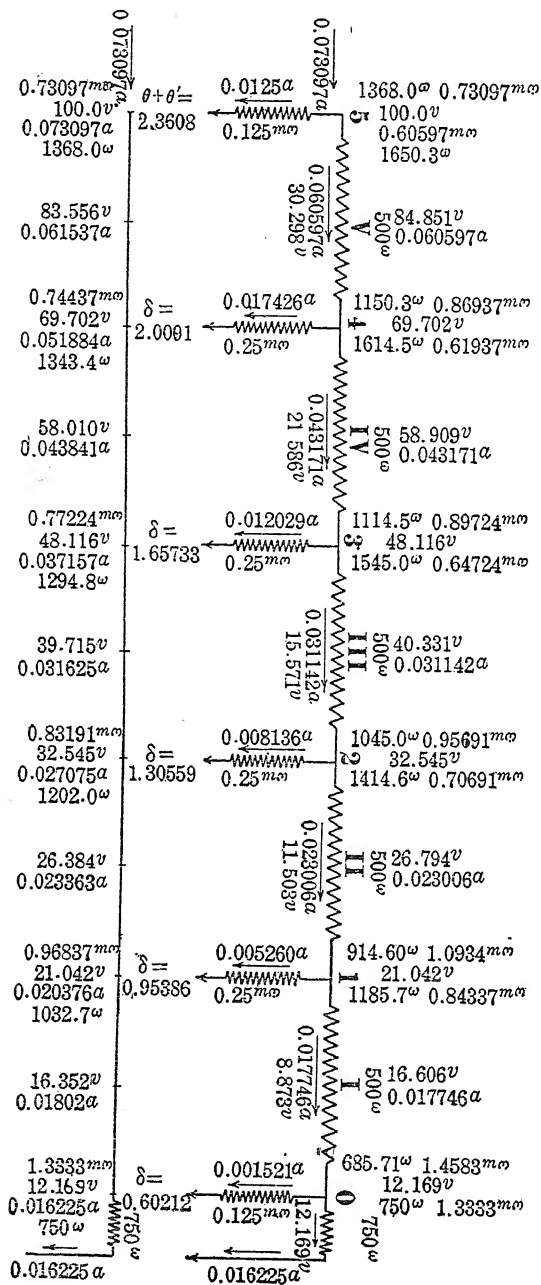 0.073097a
0.073097a
0.73097mω
100.0v
0.073097a
1368.0ω
θ+θ′=
2.3608
0.0125a
0.125mω
1368.0ω 0.73097mω
5
100.0v
0.60597mω
1650.3ω
83.556v
0.061537a
0.060597a
30.298v
V
500ω
84.851v
0.060597a
0.74437mω
69.702v
0.051884a
1343.4ω
δ=
2.0091
0.017426a
0.25mω
1150.3ω 0.86937mω
4
69.702v
1614.5ω 0.61937mω
58.010v
0.043841a
0.043171a
21 586v
IV
500ω
58.909v
0.043171a
0.77224mω
48.116v
0.037157a
1294.8ω
δ=
1.65733
0.012029a
0.25mω
1114.5ω 0.89724mω
3
48.116v
1545.0ω 0.64724mω
39.715v
0.031625a
0.031142a
15.571v
III
500ω
40.331v
0.031142a
0.83191mω
32.545v
0.027075a
1202.0ω
δ=
1.30559
0.008136a
0.25mω
1045.0ω 0.95691mω
2
32.545v
1414.6ω 0.70691mω
26.384v
0.023363a
0.023006a
11.503v
II
500ω
26.794v
0.023006a
0.96837mω
21.042v
0.020376a
1032.7ω
δ=
0.95386
0.005260a
0.25mω
914.60ω 1.0934mω
1
21.042v
1185.7ω 0.84337mω
16.352v
0.01802a
0.017746a
8.873v
I
500ω
16.606v
0.017746a
1.3333mω
12.169v
0.016225a
750ω
δ=
0.60212
0.001521a
0.125mω
685.71ω 1.4583mω
0
12.169v
750ω 1.3333mω
750ω
12.169v
750ω
0.016225a
0.016225a